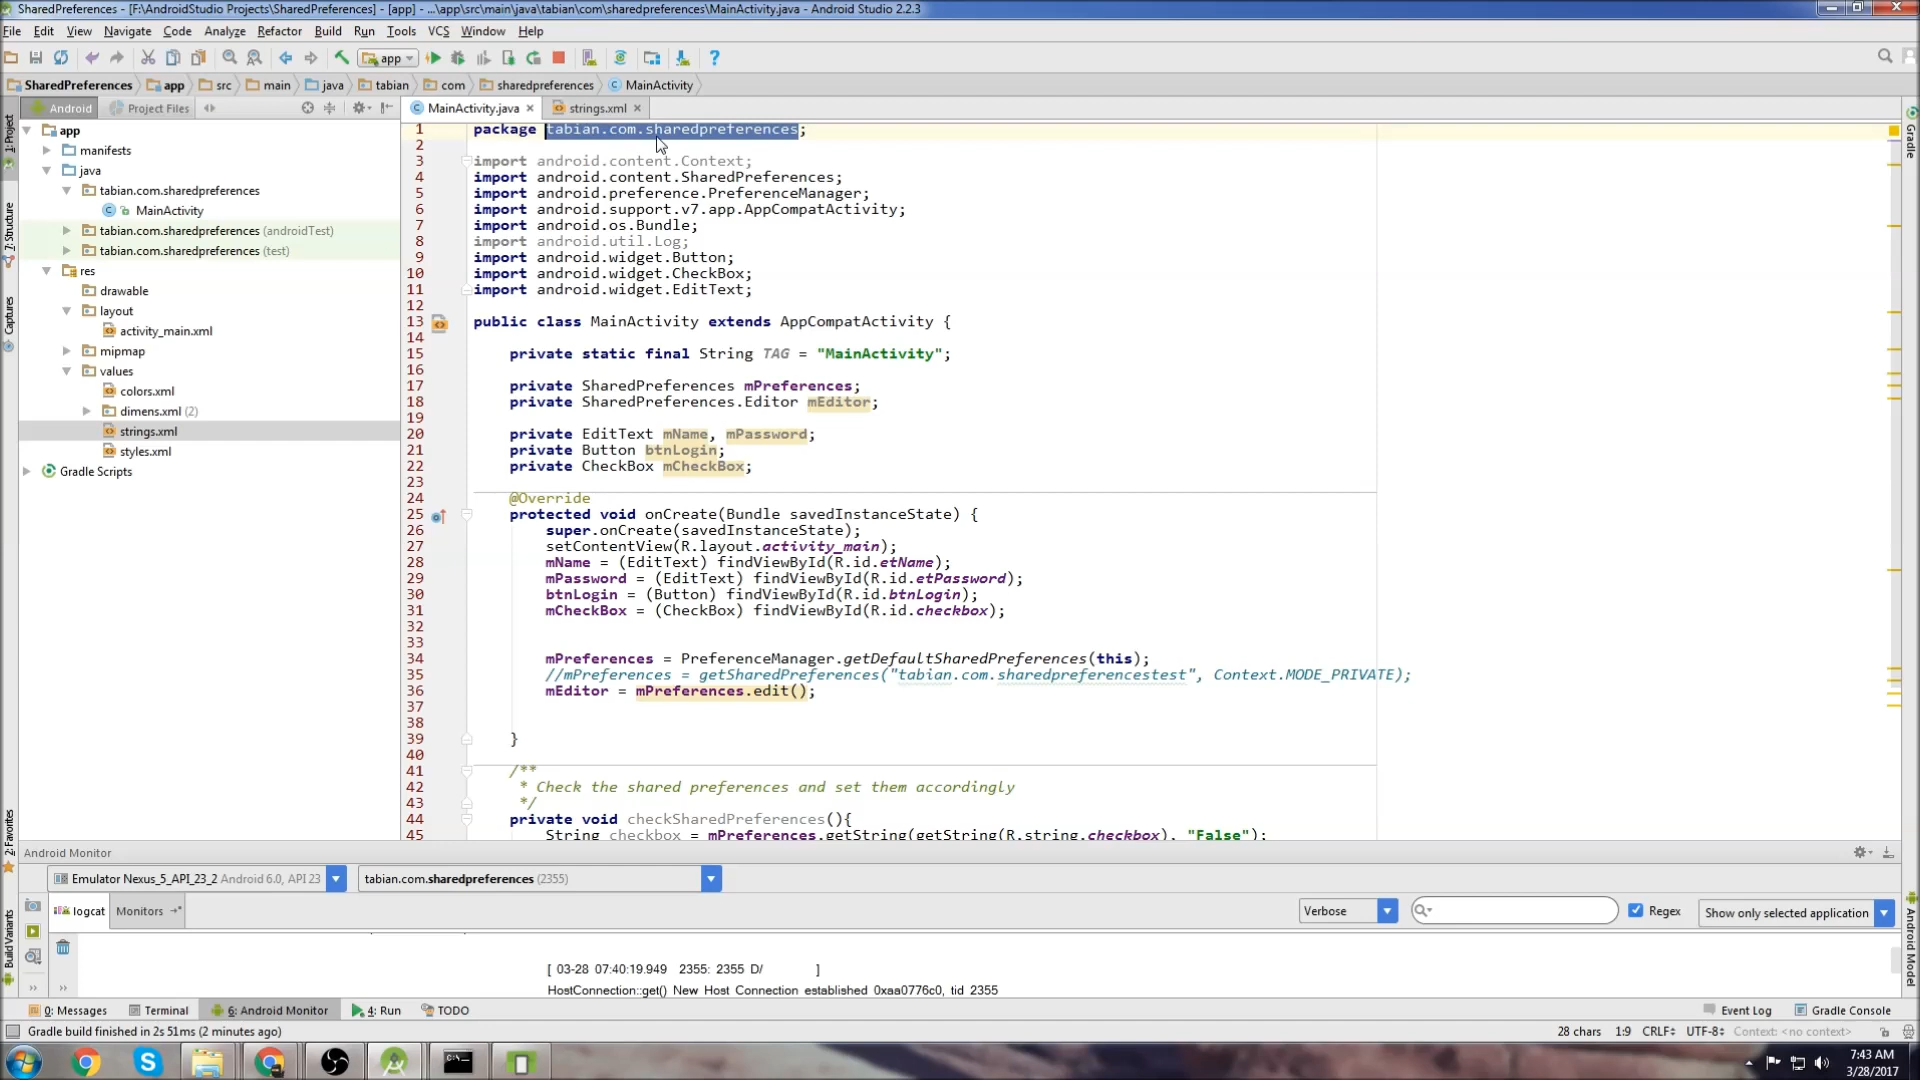 SharedPreferences - [F:\AndroidStudio Projects\SharedPreferences] - [app] - ...\app\src\main\java\tabian\com\sharedpreferences\MainActivity.java - Android Studio 2.2.3
File Edit View Navigate Code Analyze Refactor Build Run Tools VCS Window Help
app
SharedPreferences app src main java tabian com sharedpreferences MainActivity
Android Project Files
MainActivity.java strings.xml
1: Project
7: Structure
Captures
2: Favorites
Build Variants
Gradle
Android Model
app
manifests
java
tabian.com.sharedpreferences
MainActivity
tabian.com.sharedpreferences (androidTest)
tabian.com.sharedpreferences (test)
res
drawable
layout
activity_main.xml
mipmap
values
colors.xml
dimens.xml (2)
strings.xml
styles.xml
Gradle Scripts
1 package tabian.com.sharedpreferences;
2
3 import android.content.Context;
4 import android.content.SharedPreferences;
5 import android.preference.PreferenceManager;
6 import android.support.v7.app.AppCompatActivity;
7 import android.os.Bundle;
8 import android.util.Log;
9 import android.widget.Button;
10 import android.widget.CheckBox;
11 import android.widget.EditText;
12
13 public class MainActivity extends AppCompatActivity {
14
15 private static final String TAG = "MainActivity";
16
17 private SharedPreferences mPreferences;
18 private SharedPreferences.Editor mEditor;
19
20 private EditText mName, mPassword;
21 private Button btnLogin;
22 private CheckBox mCheckBox;
23
24 @Override
25 protected void onCreate(Bundle savedInstanceState) {
26 super.onCreate(savedInstanceState);
27 setContentView(R.layout.activity_main);
28 mName = (EditText) findViewById(R.id.etName);
29 mPassword = (EditText) findViewById(R.id.etPassword);
30 btnLogin = (Button) findViewById(R.id.btnLogin);
31 mCheckBox = (CheckBox) findViewById(R.id.checkbox);
32
33
34 mPreferences = PreferenceManager.getDefaultSharedPreferences(this);
35 //mPreferences = getSharedPreferences("tabian.com.sharedpreferencestest", Context.MODE_PRIVATE);
36 mEditor = mPreferences.edit();
37
38
39 }
40
41 /**
42 * Check the shared preferences and set them accordingly
43 */
44 private void checkSharedPreferences(){
45 String checkbox = mPreferences.getString(getString(R.string.checkbox), "False");
Android Monitor
Emulator Nexus_5_API_23_2 Android 6.0, API 23
tabian.com.sharedpreferences (2355)
logcat Monitors
Verbose
Regex
Show only selected application
[ 03-28 07:40:19.949 2355: 2355 D/ ]
HostConnection::get() New Host Connection established 0xaa0776c0, tid 2355
0: Messages Terminal 6: Android Monitor 4: Run TODO
Event Log Gradle Console
Gradle build finished in 2s 51ms (2 minutes ago)
28 chars 1:9 CRLF UTF-8 Context: <no context>
7:43 AM
3/28/2017